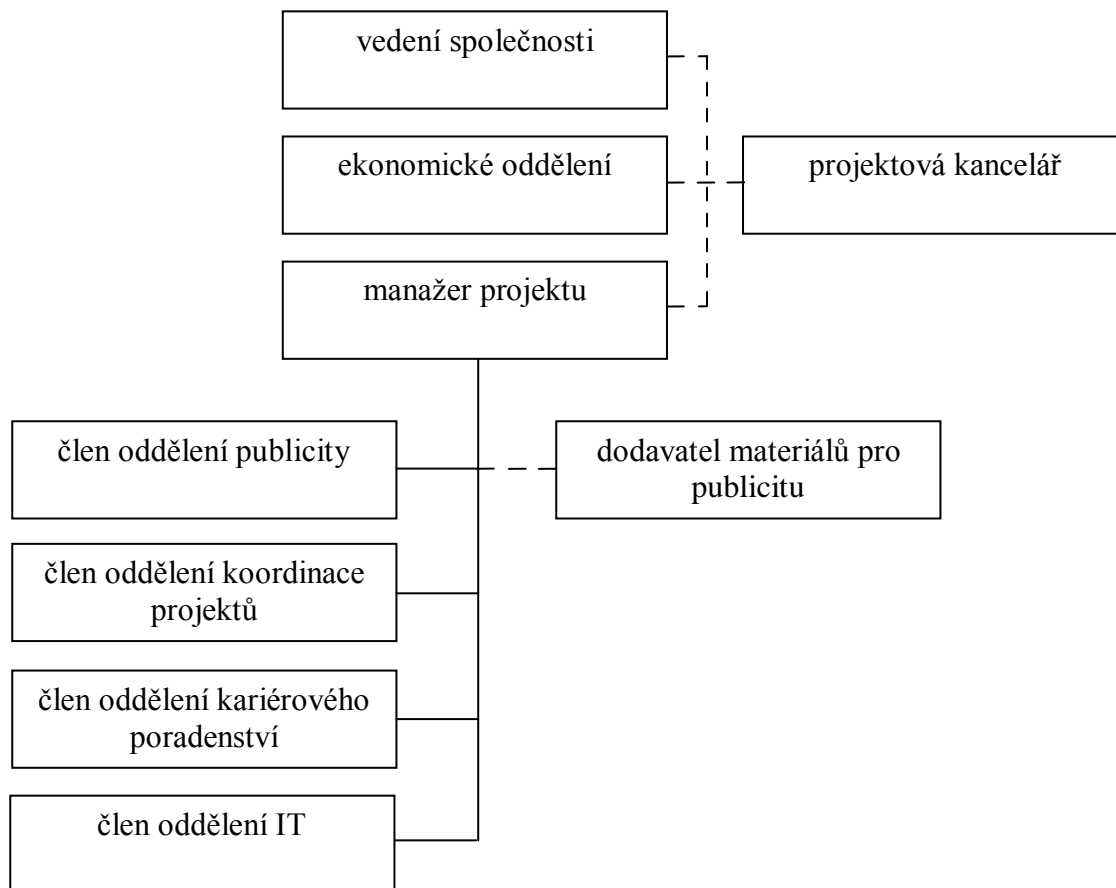 vedení společnosti
ekonomické oddělení
projektová kancelář
manažer projektu
člen oddělení publicity
dodavatel materiálů pro
publicitu
člen oddělení koordinace
projektů
člen oddělení kariérového
poradenství
člen oddělení IT